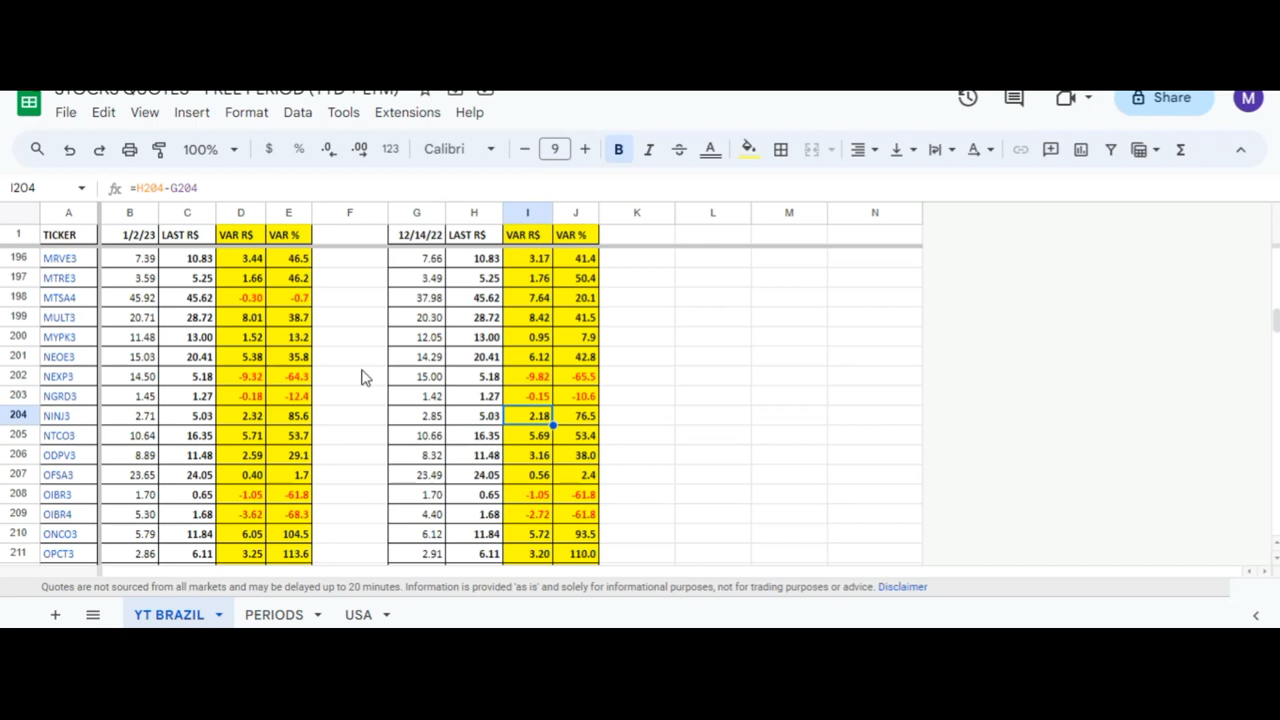 STOCKS QUOTES - FREE PERIOD (YTD + LTM)
M
Share
File Edit View Insert Format Data Tools Extensions Help
100% $ % .0 .00 123 Calibri - 9 + B I A Σ
I204 fx =H204-G204
A B C D E F G H I J K L M N
1 TICKER 1/2/23 LAST R$ VAR R$ VAR % 12/14/22 LAST R$ VAR R$ VAR %
196 MRVE3 7.39 10.83 3.44 46.5 7.66 10.83 3.17 41.4
197 MTRE3 3.59 5.25 1.66 46.2 3.49 5.25 1.76 50.4
198 MTSA4 45.92 45.62 -0.30 -0.7 37.98 45.62 7.64 20.1
199 MULT3 20.71 28.72 8.01 38.7 20.30 28.72 8.42 41.5
200 MYPK3 11.48 13.00 1.52 13.2 12.05 13.00 0.95 7.9
201 NEOE3 15.03 20.41 5.38 35.8 14.29 20.41 6.12 42.8
202 NEXP3 14.50 5.18 -9.32 -64.3 15.00 5.18 -9.82 -65.5
203 NGRD3 1.45 1.27 -0.18 -12.4 1.42 1.27 -0.15 -10.6
204 NINJ3 2.71 5.03 2.32 85.6 2.85 5.03 2.18 76.5
205 NTCO3 10.64 16.35 5.71 53.7 10.66 16.35 5.69 53.4
206 ODPV3 8.89 11.48 2.59 29.1 8.32 11.48 3.16 38.0
207 OFSA3 23.65 24.05 0.40 1.7 23.49 24.05 0.56 2.4
208 OIBR3 1.70 0.65 -1.05 -61.8 1.70 0.65 -1.05 -61.8
209 OIBR4 5.30 1.68 -3.62 -68.3 4.40 1.68 -2.72 -61.8
210 ONCO3 5.79 11.84 6.05 104.5 6.12 11.84 5.72 93.5
211 OPCT3 2.86 6.11 3.25 113.6 2.91 6.11 3.20 110.0
Quotes are not sourced from all markets and may be delayed up to 20 minutes. Information is provided 'as is' and solely for informational purposes, not for trading purposes or advice. Disclaimer
YT BRAZIL PERIODS USA